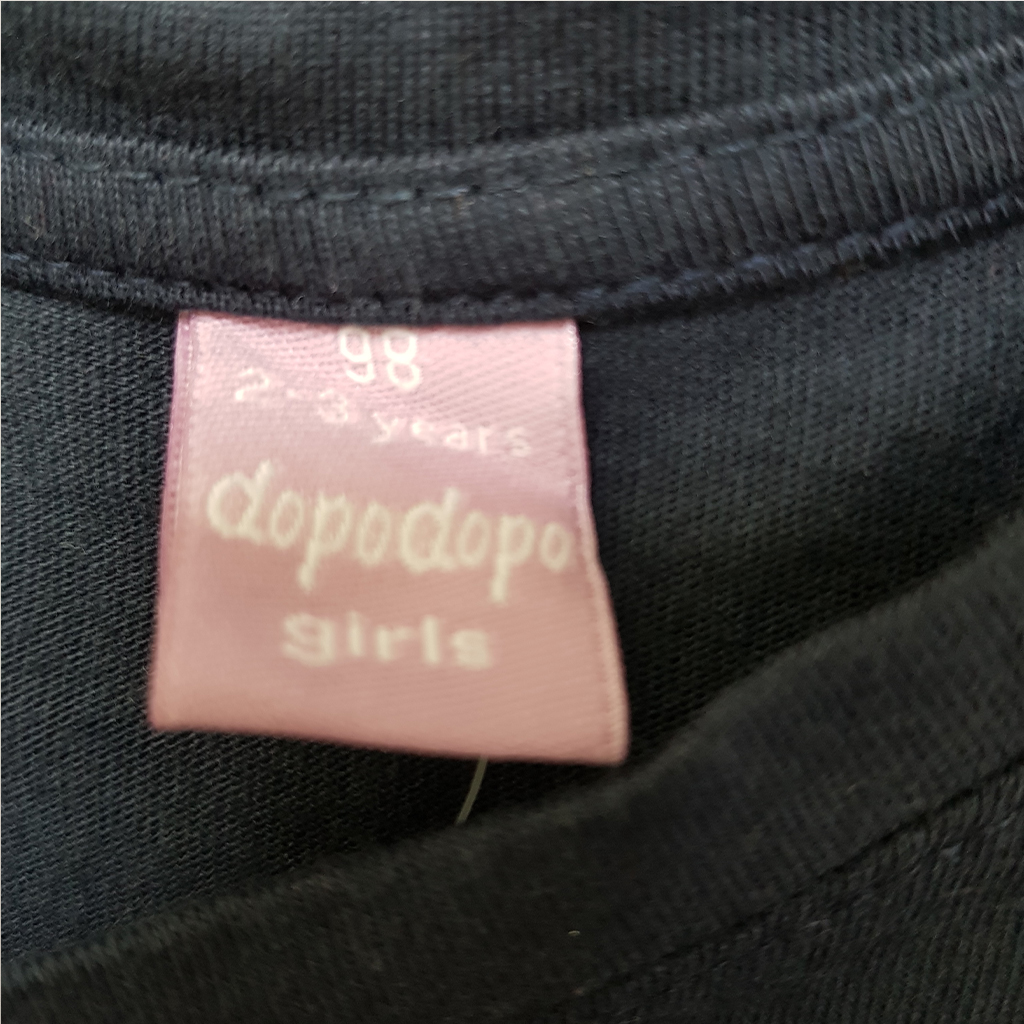 98
2-3 years
dopodopo
girls